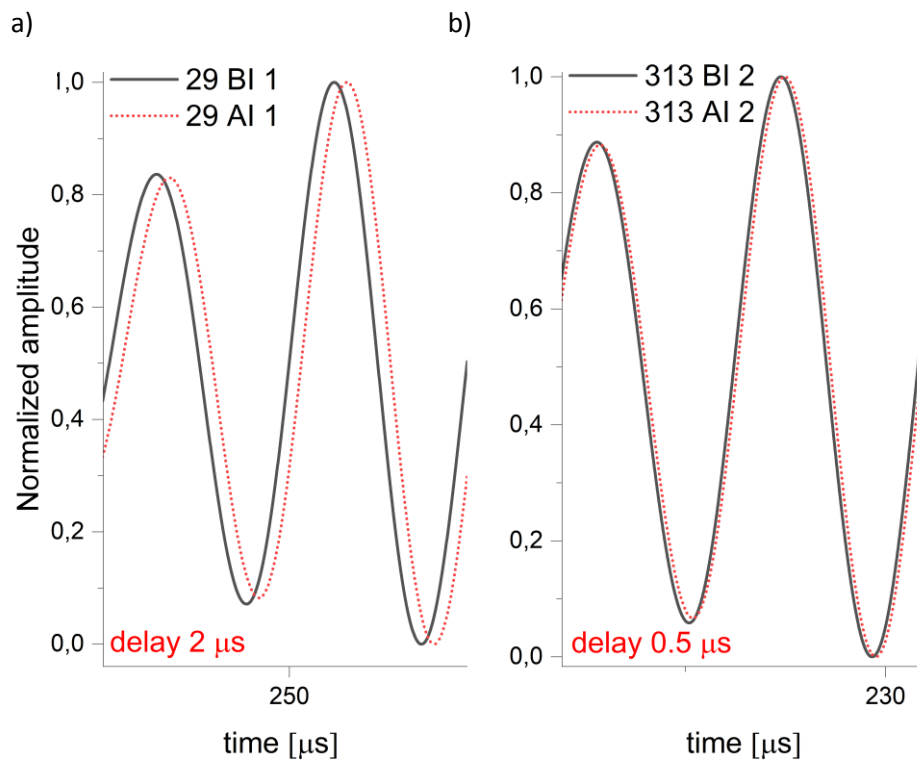 a)
29 BI 1
29 AI 1
1,0
0,8
0,6
0,4
0,2
0,0
Normalized amplitude
delay 2 μs
250
time [μs]
b)
313 BI 2
313 AI 2
1,0
0,8
0,6
0,4
0,2
0,0
delay 0.5 μs
230
time [μs]